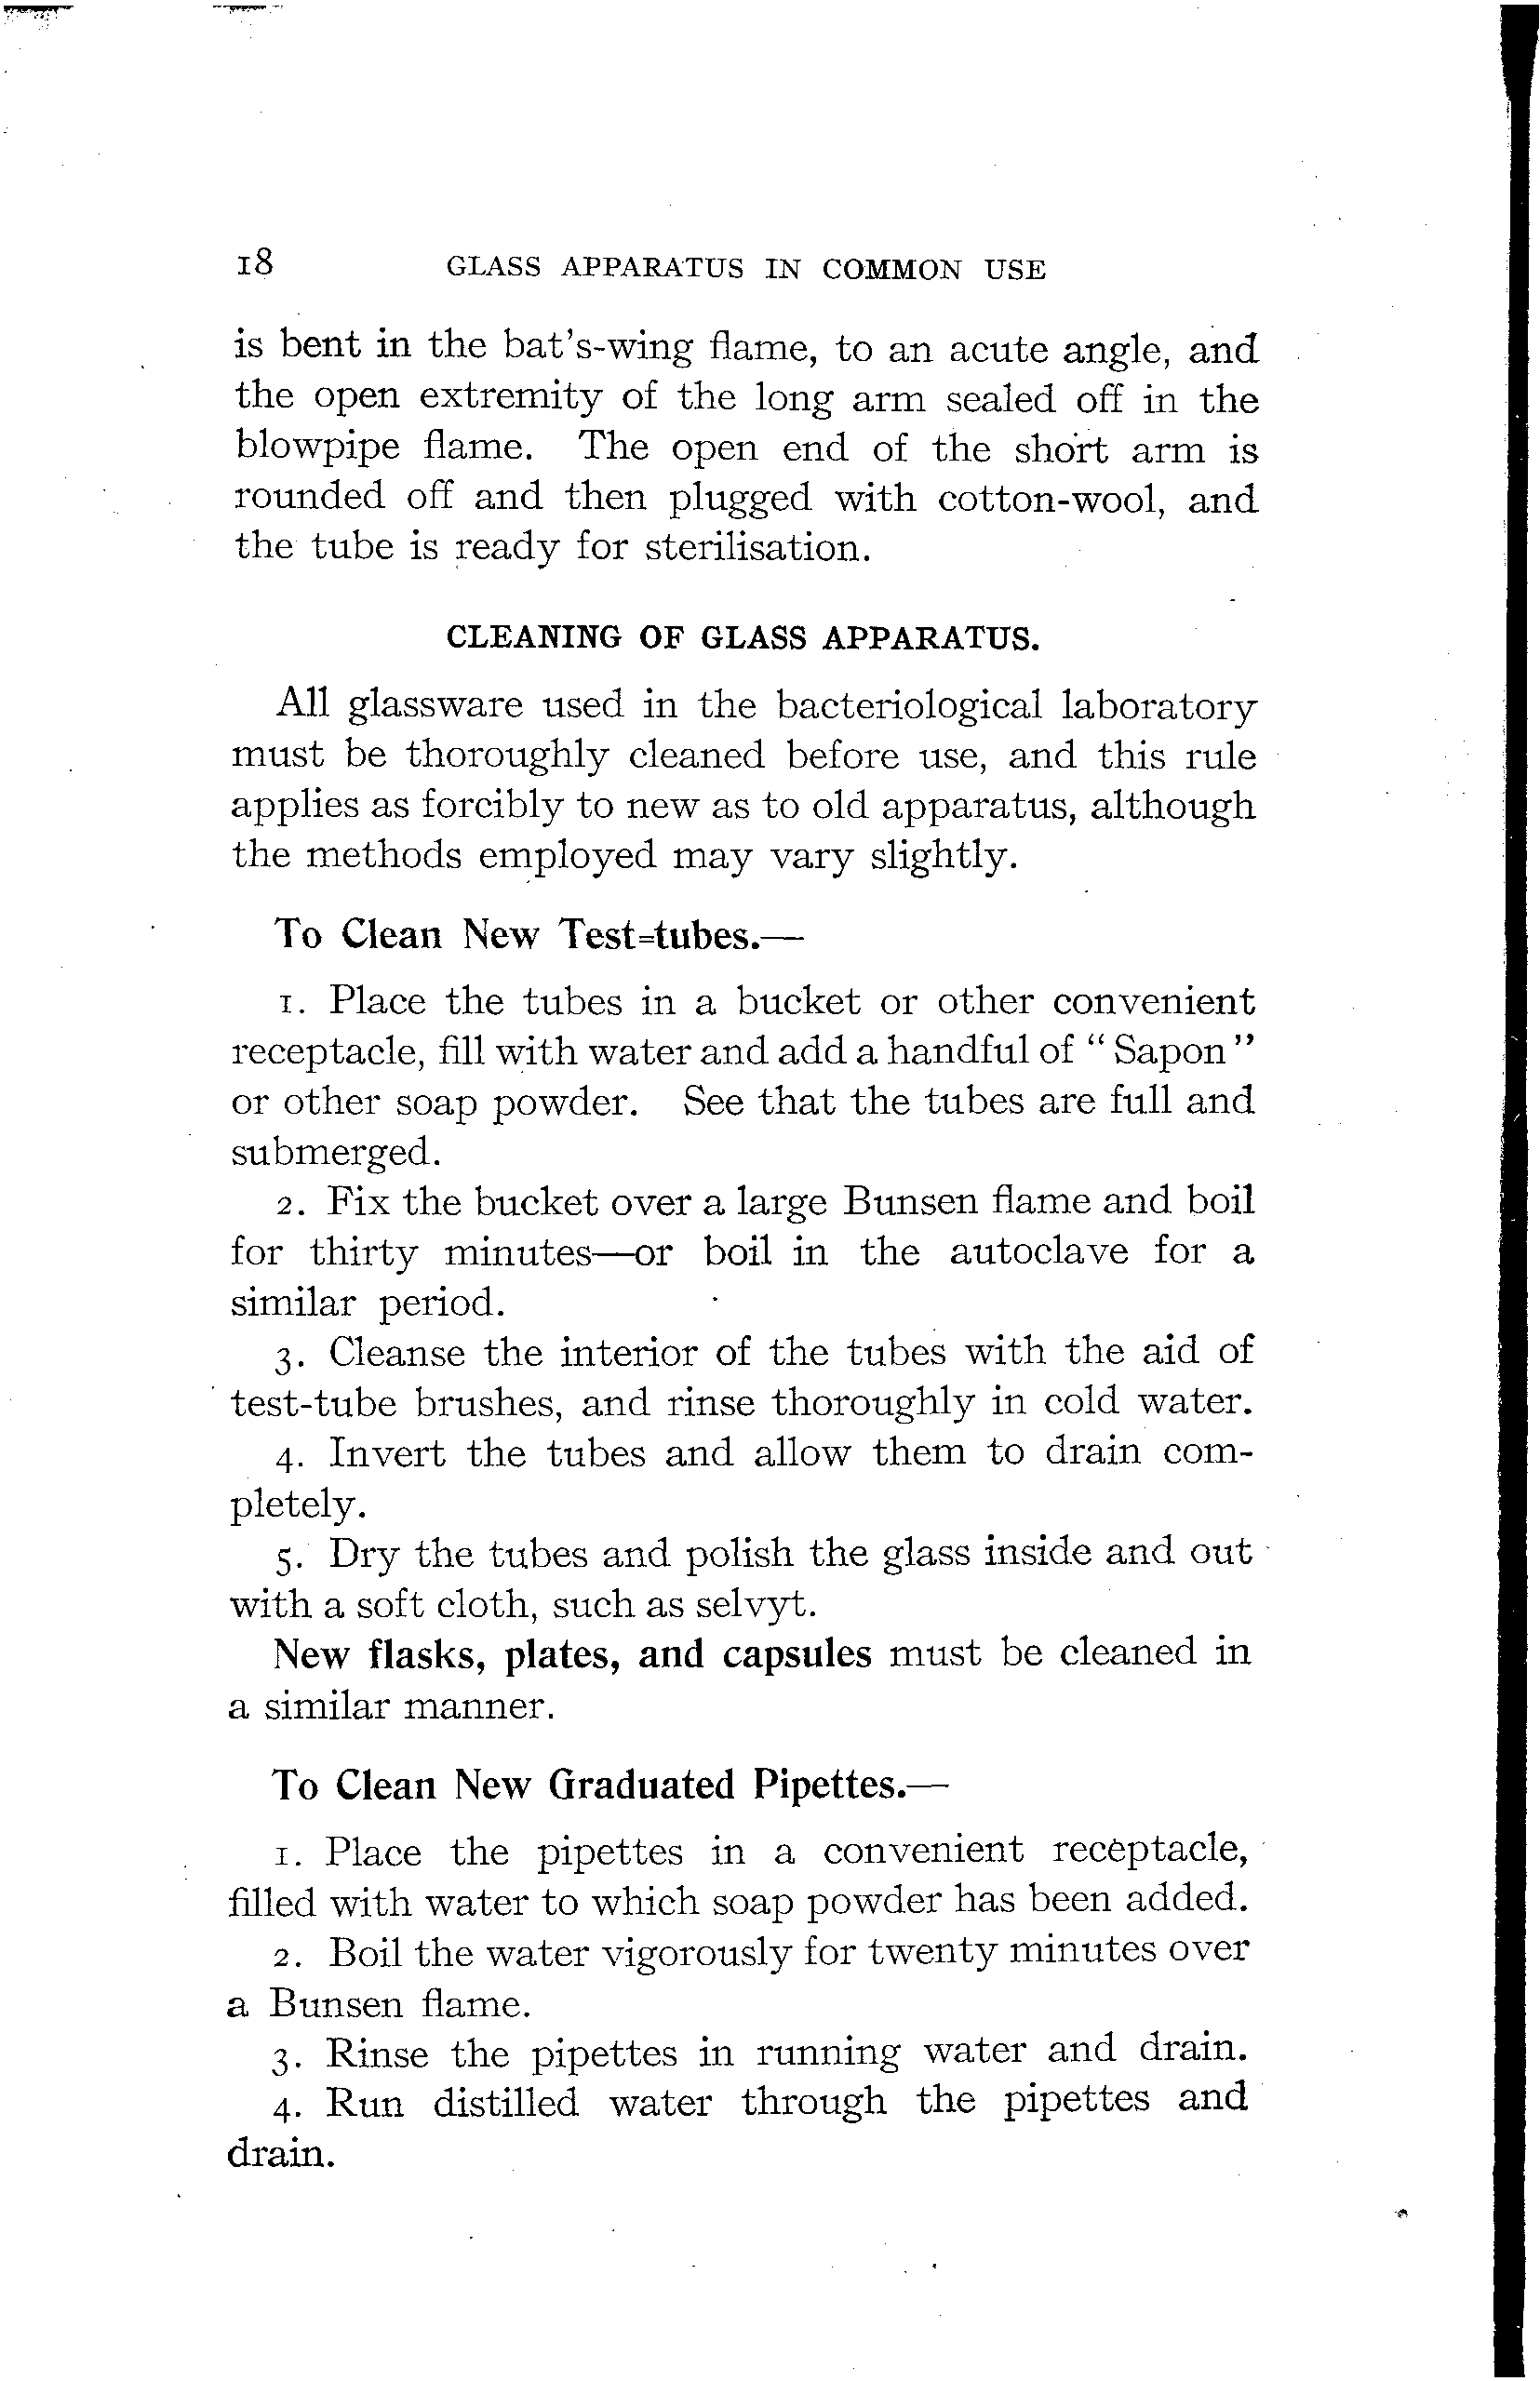 18 GLASS APPARATUS IN COMMON USE
is bent in the bat's-wing flame, to an acute angle, and
the open extremity of the long arm sealed off in the
blowpipe flame. The open end of the short arm is
rounded off and then plugged with cotton-wool, and
the tube is ready for sterilisation.
CLEANING OF GLASS APPARATUS.
All glassware used in the bacteriological laboratory
must be thoroughly cleaned before use, and this rule
applies as forcibly to new as to old apparatus, although
the methods employed may vary slightly.
To Clean New Test-tubes.—
1. Place the tubes in a bucket or other convenient
receptacle, fill with water and add a handful of "Sapon"
or other soap powder. See that the tubes are full and
submerged.
2. Fix the bucket over a large Bunsen flame and boil
for thirty minutes—or boil in the autoclave for a
similar period.
3. Cleanse the interior of the tubes with the aid of
test-tube brushes, and rinse thoroughly in cold water.
4. Invert the tubes and allow them to drain com-
pletely.
5. Dry the tubes and polish the glass inside and out
with a soft cloth, such as selvyt.
New flasks, plates, and capsules must be cleaned in
a similar manner.
To Clean New Graduated Pipettes.—
1. Place the pipettes in a convenient receptacle,
filled with water to which soap powder has been added.
2. Boil the water vigorously for twenty minutes over
a Bunsen flame.
3. Rinse the pipettes in running water and drain.
4. Run distilled water through the pipettes and
drain.